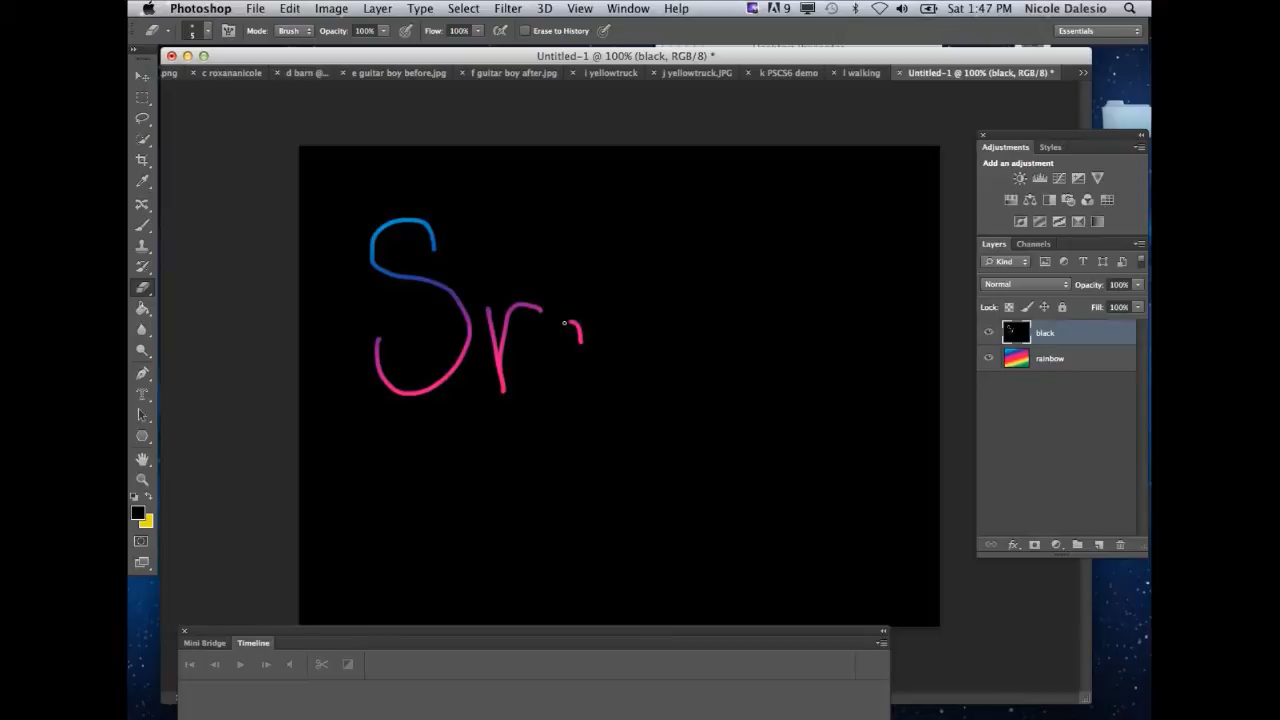 Photoshop File Edit Image Layer Type Select Filter 3D View Window Help 9 Sat 1:47 PM Nicole Dalesio
5 Mode: Brush Opacity: 100% Flow: 100% Erase to History Essentials
Untitled-1 @ 100% (black, RGB/8) *
.png c roxananicole d barn @... e guitar boy before.jpg f guitar boy after.jpg i yellowtruck j yellowtruck.JPG k PSCS6 demo l walking Untitled-1 @ 100% (black, RGB/8) *
Adjustments Styles
Add an adjustment
Layers Channels
Kind
Normal Opacity: 100%
Lock: Fill: 100%
black
rainbow
Sr
Mini Bridge Timeline